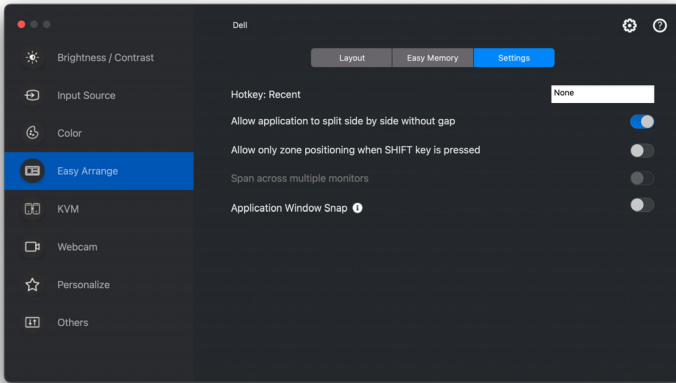 Dell
Brightness / Contrast
Input Source
Color
Easy Arrange
KVM
Webcam
Personalize
Others
Layout
Easy Memory
Settings
Hotkey: Recent
None
Allow application to split side by side without gap
Allow only zone positioning when SHIFT key is pressed
Span across multiple monitors
Application Window Snap